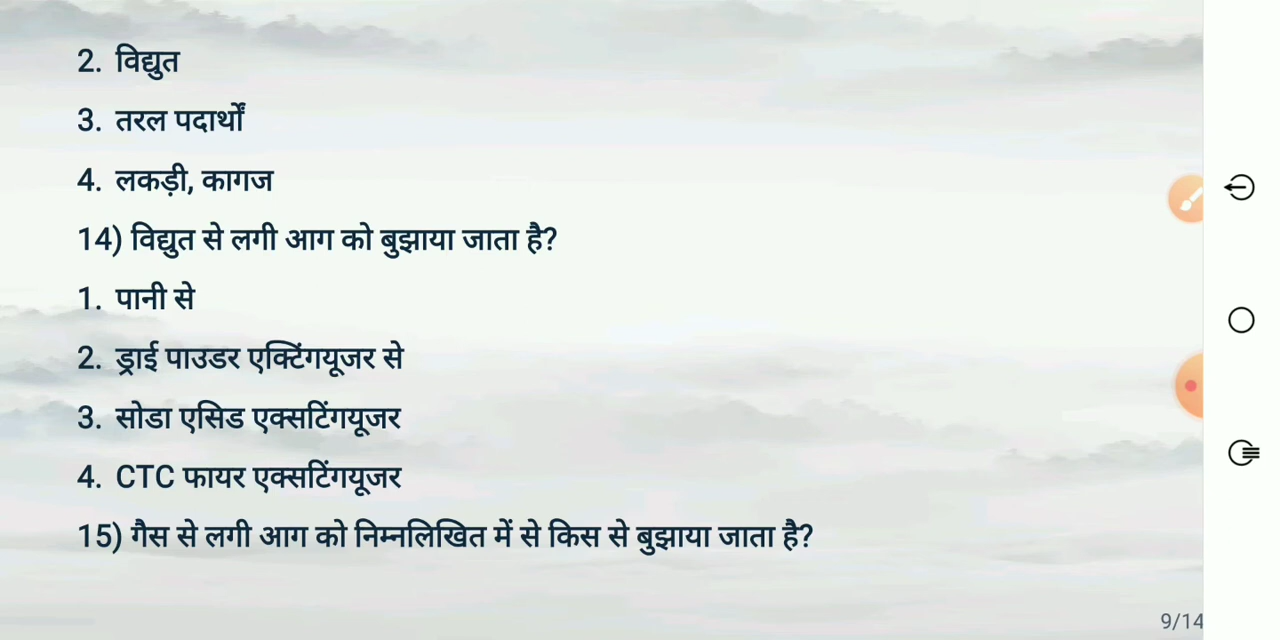 2. विद्युत
3. तरल पदार्थों
4. लकड़ी, कागज
14) विद्युत से लगी आग को बुझाया जाता है?
1. पानी से
2. ड्राई पाउडर एक्टिंगयूजर से
3. सोडा एसिड एक्सटिंगयूजर
4. CTC फायर एक्सटिंगयूजर
15) गैस से लगी आग को निम्नलिखित में से किस से बुझाया जाता है?
9/14